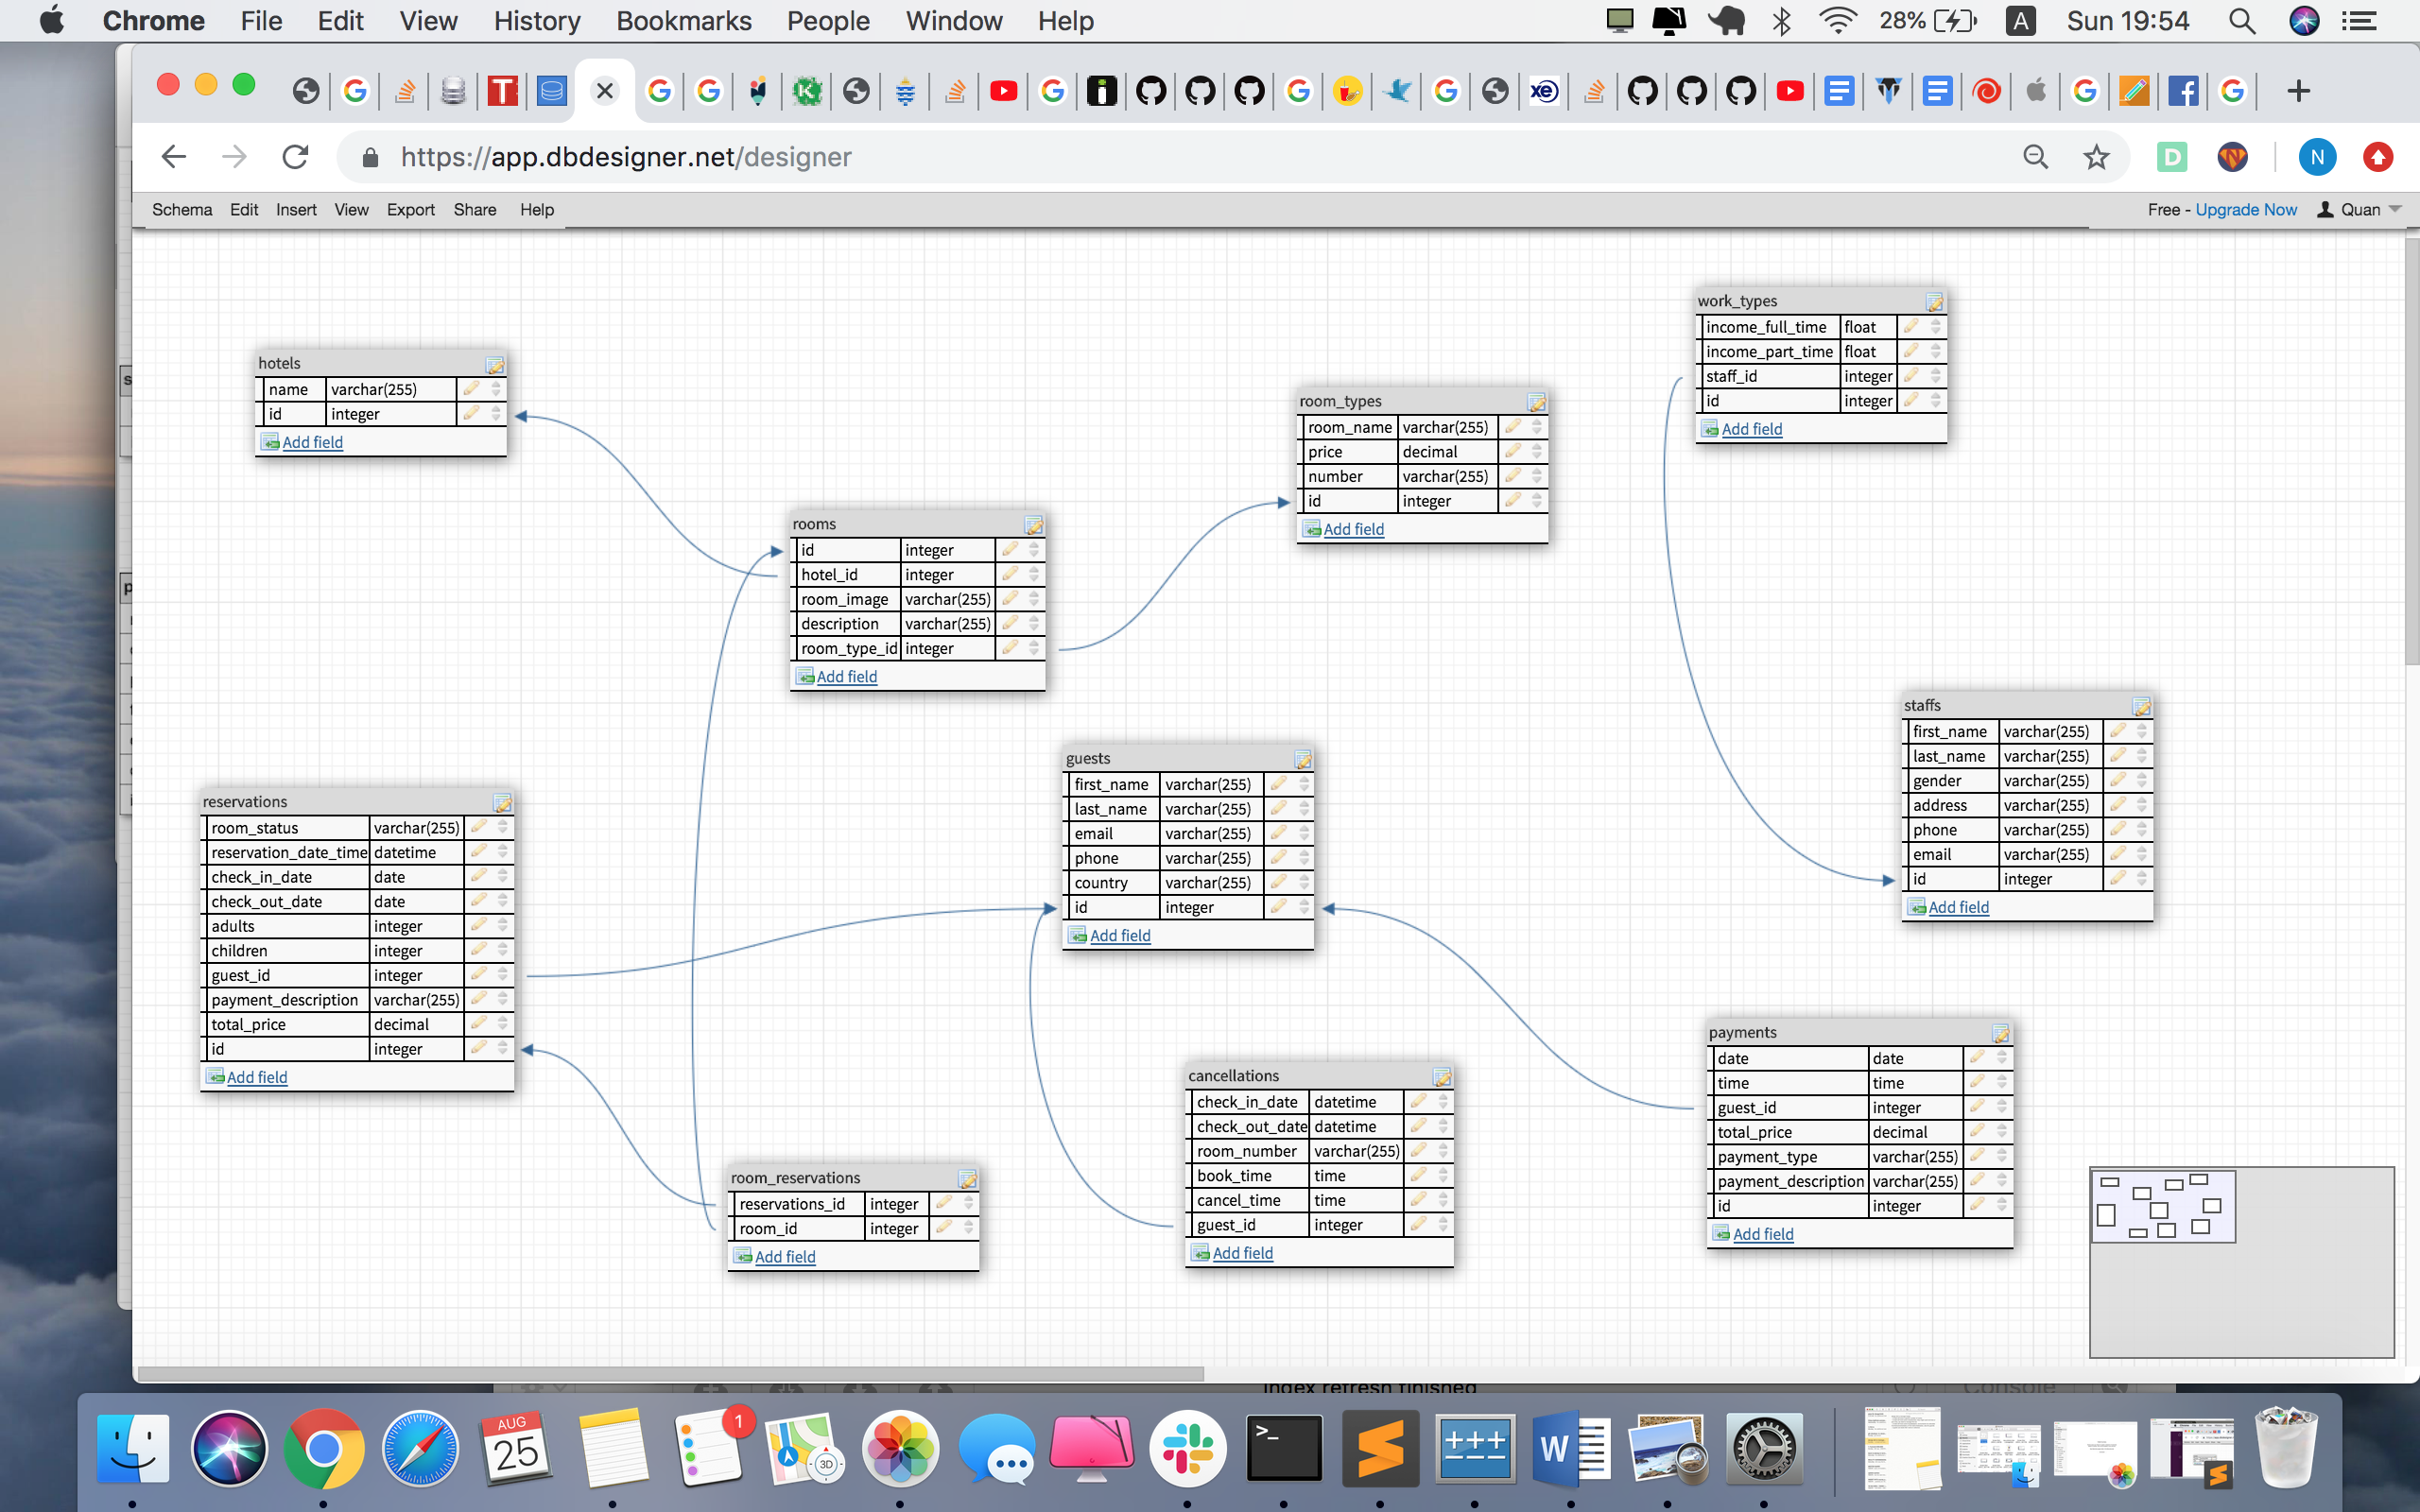 Chrome File Edit View History Bookmarks People Window Help 28% A Sun 19:54
https://app.dbdesigner.net/designer
D
N
Schema Edit Insert View Export Share Help
Free - Upgrade Now Quan
hotels
name varchar(255)
id integer
Add field
rooms
id integer
hotel_id integer
room_image varchar(255)
description varchar(255)
room_type_id integer
Add field
room_types
room_name varchar(255)
price decimal
number varchar(255)
id integer
Add field
work_types
income_full_time float
income_part_time float
staff_id integer
id integer
Add field
staffs
first_name varchar(255)
last_name varchar(255)
gender varchar(255)
address varchar(255)
phone varchar(255)
email varchar(255)
id integer
Add field
guests
first_name varchar(255)
last_name varchar(255)
email varchar(255)
phone varchar(255)
country varchar(255)
id integer
Add field
reservations
room_status varchar(255)
reservation_date_time datetime
check_in_date date
check_out_date date
adults integer
children integer
guest_id integer
payment_description varchar(255)
total_price decimal
id integer
Add field
room_reservations
reservations_id integer
room_id integer
Add field
cancellations
check_in_date datetime
check_out_date datetime
room_number varchar(255)
book_time time
cancel_time time
guest_id integer
Add field
payments
date date
time time
guest_id integer
total_price decimal
payment_type varchar(255)
payment_description varchar(255)
id integer
Add field
Index refresh finished
Console
AUG
25
1
3D
>_
+++
W